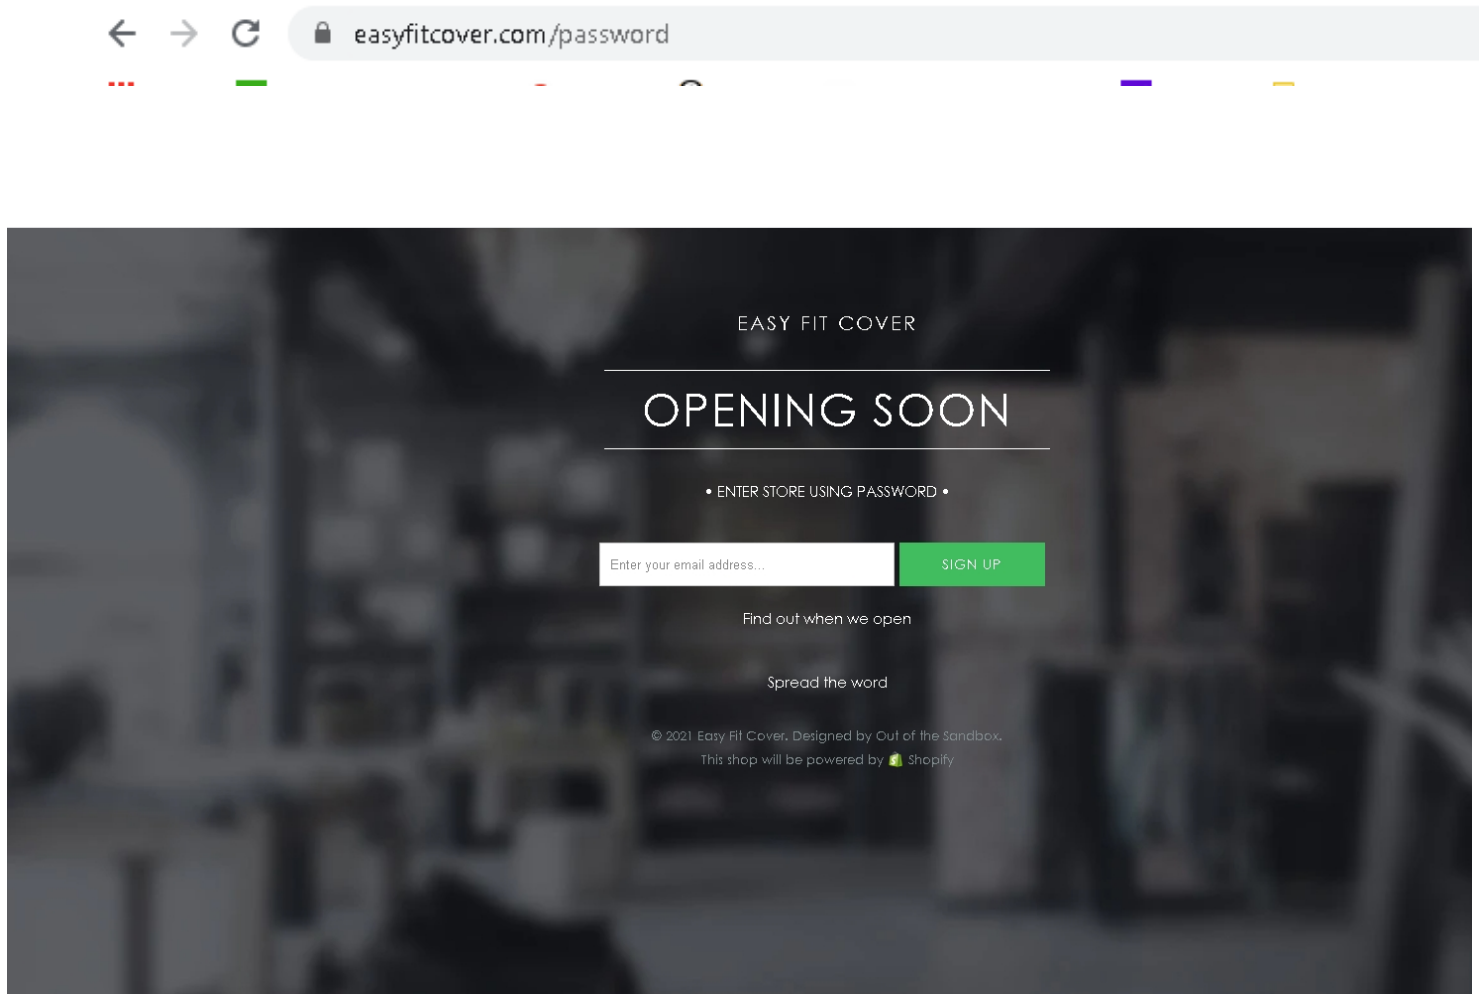 easyfitcover.com/password
EASY FIT COVER
OPENING SOON
• ENTER STORE USING PASSWORD •
Enter your email address...
SIGN UP
Find out when we open
Spread the word
© 2021 Easy Fit Cover. Designed by Out of the Sandbox.
This shop will be powered by Shopify